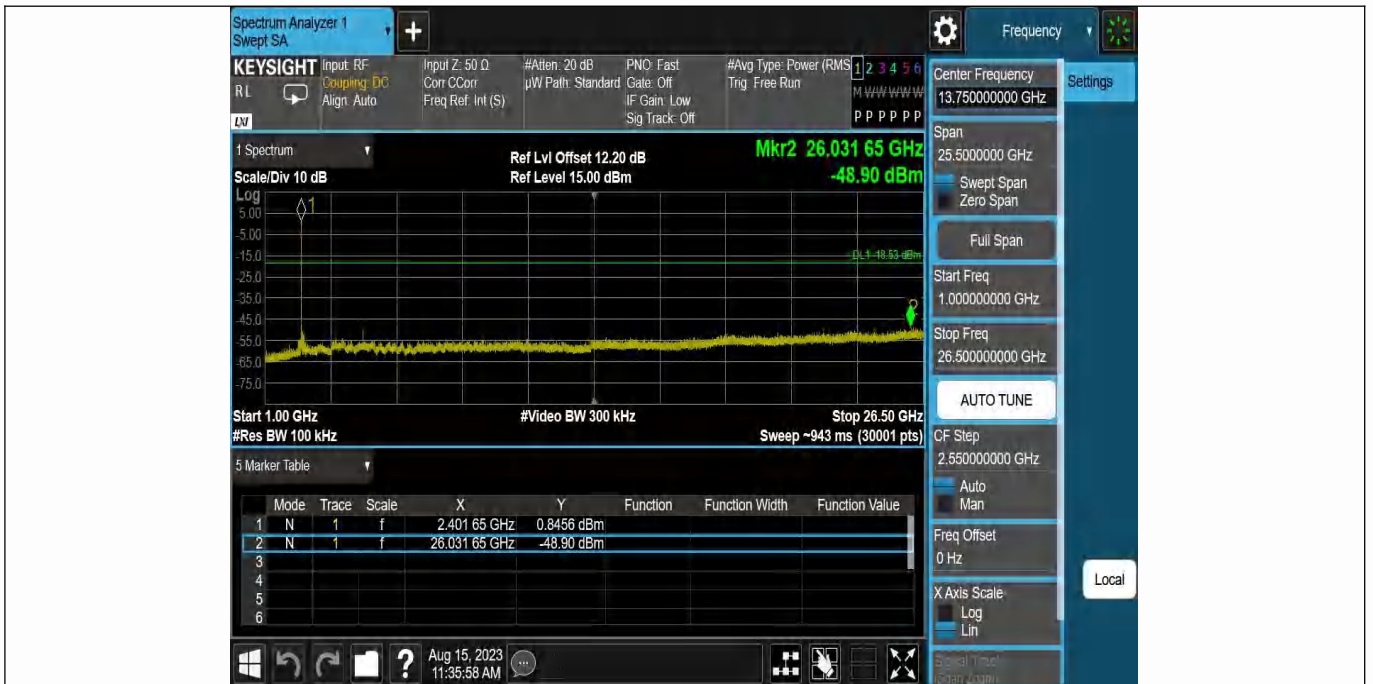 Spectrum Analyzer 1
Swept SA
Frequency
KEYSIGHT
RL
LXI
Input: RF
Coupling: DC
Align: Auto
Input Z: 50 Ω
Corr CCorr
Freq Ref: Int (S)
#Atten: 20 dB
µW Path: Standard
PNO: Fast
Gate: Off
IF Gain: Low
Sig Track: Off
#Avg Type: Power (RMS
Trig: Free Run
1 2 3 4 5 6
M W W W W W
P P P P P P
1 Spectrum
Scale/Div 10 dB
Ref Lvl Offset 12.20 dB
Ref Level 15.00 dBm
Mkr2 26.031 65 GHz
-48.90 dBm
Log
1
5.00
-5.00
-15.0
DL1 -18.53 dBm
-25.0
-35.0
-45.0
-55.0
-65.0
-75.0
Start 1.00 GHz
#Video BW 300 kHz
Stop 26.50 GHz
#Res BW 100 kHz
Sweep ~943 ms (30001 pts)
5 Marker Table
Mode Trace Scale X Y Function Function Width Function Value
1 N 1 f 2.401 65 GHz 0.8456 dBm
2 N 1 f 26.031 65 GHz -48.90 dBm
3
4
5
6
Aug 15, 2023
11:35:58 AM
Center Frequency
13.750000000 GHz
Settings
Span
25.5000000 GHz
Swept Span
Zero Span
Full Span
Start Freq
1.000000000 GHz
Stop Freq
26.500000000 GHz
AUTO TUNE
CF Step
2.550000000 GHz
Auto
Man
Freq Offset
0 Hz
X Axis Scale
Log
Lin
Local
Signal Track
(Span Zoom)